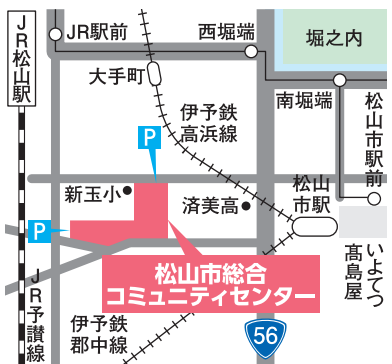 JR松山駅
JR駅前
西堀端
堀之内
大手町
南堀端
伊予鉄
高浜線
松山市駅前
P
新玉小
済美高
松山
市駅
P
いよてつ
髙島屋
松山市総合
コミュニティセンター
JR予讃線
伊予鉄
郡中線
56